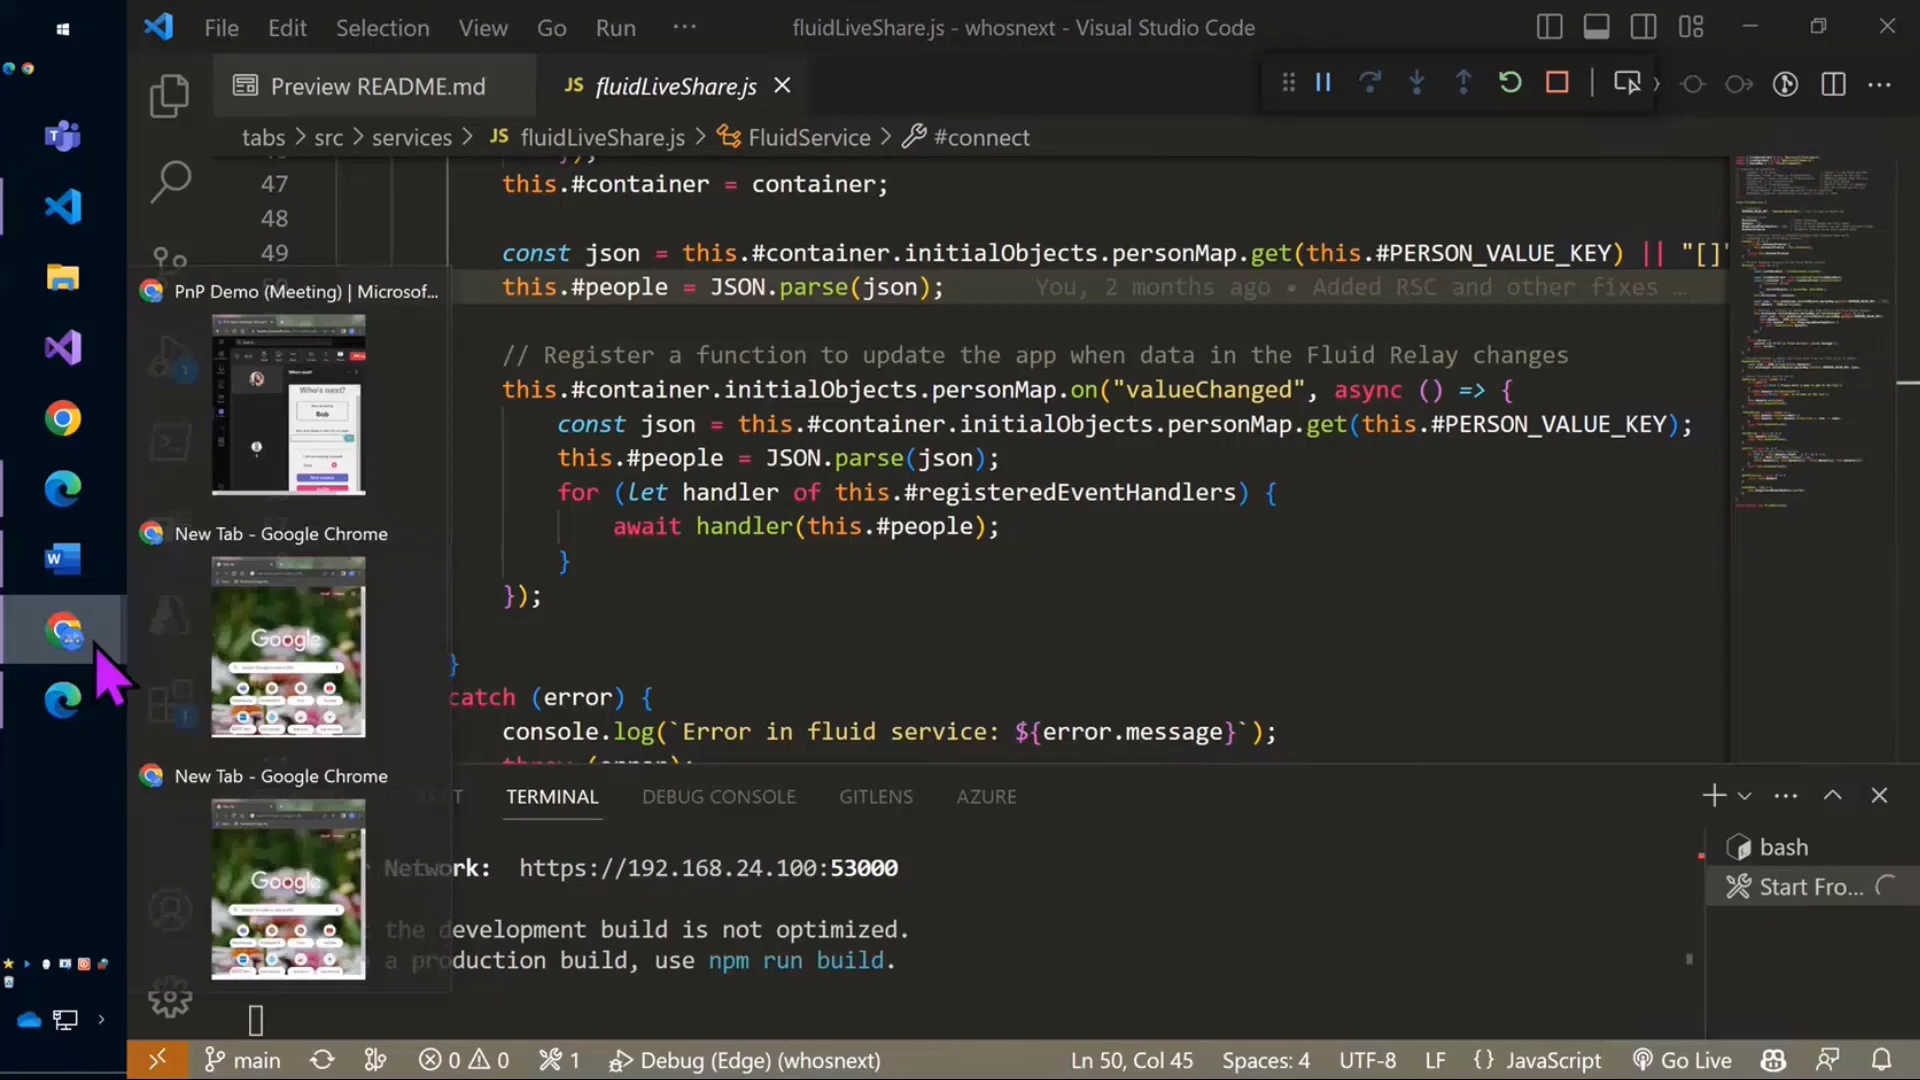 File Edit Selection View Go Run ···
fluidLiveShare.js - whosnext - Visual Studio Code
Preview README.md
JS fluidLiveShare.js
tabs > src > services > JS fluidLiveShare.js > FluidService > #connect
47 this.#container = container;
48
49 const json = this.#container.initialObjects.personMap.get(this.#PERSON_VALUE_KEY) || "[]"
this.#people = JSON.parse(json); You, 2 months ago • Added RSC and other fixes …
// Register a function to update the app when data in the Fluid Relay changes
this.#container.initialObjects.personMap.on("valueChanged", async () => {
const json = this.#container.initialObjects.personMap.get(this.#PERSON_VALUE_KEY);
this.#people = JSON.parse(json);
for (let handler of this.#registeredEventHandlers) {
await handler(this.#people);
}
});
}
catch (error) {
console.log(`Error in fluid service: ${error.message}`);
PnP Demo (Meeting) | Microsof...
Who's next?
Bob
New Tab - Google Chrome
Google
New Tab - Google Chrome
Google
TERMINAL DEBUG CONSOLE GITLENS AZURE
Network: https://192.168.24.100:53000
the development build is not optimized.
a production build, use npm run build.
bash
Start Fro...
main 0 0 1 Debug (Edge) (whosnext)
Ln 50, Col 45 Spaces: 4 UTF-8 LF {} JavaScript Go Live